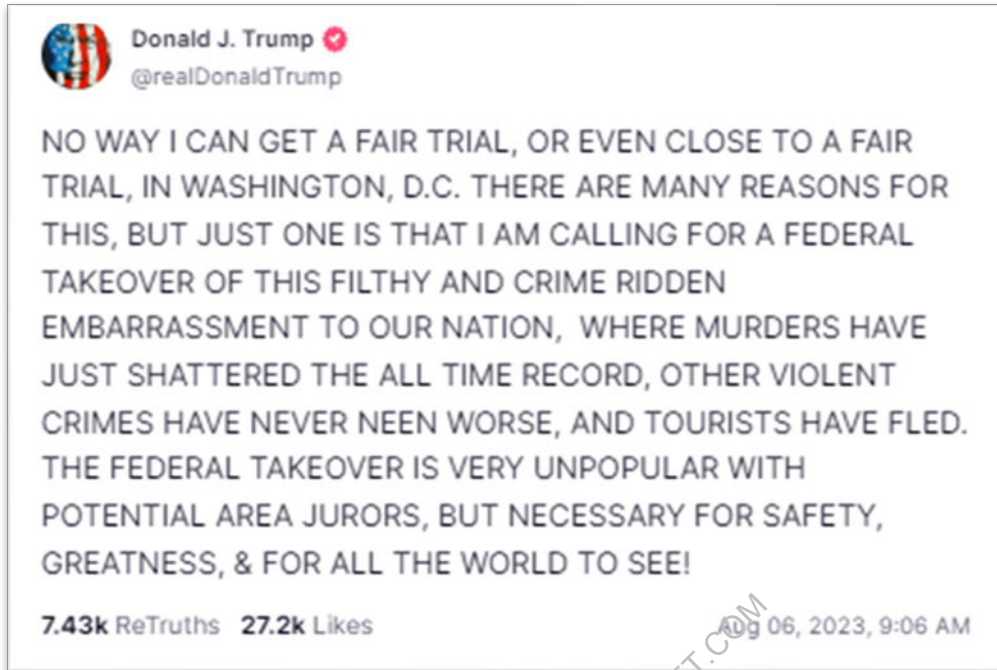 Donald J. Trump
@realDonaldTrump
NO WAY I CAN GET A FAIR TRIAL, OR EVEN CLOSE TO A FAIR
TRIAL, IN WASHINGTON, D.C. THERE ARE MANY REASONS FOR
THIS, BUT JUST ONE IS THAT I AM CALLING FOR A FEDERAL
TAKEOVER OF THIS FILTHY AND CRIME RIDDEN
EMBARRASSMENT TO OUR NATION,  WHERE MURDERS HAVE
JUST SHATTERED THE ALL TIME RECORD, OTHER VIOLENT
CRIMES HAVE NEVER NEEN WORSE, AND TOURISTS HAVE FLED.
THE FEDERAL TAKEOVER IS VERY UNPOPULAR WITH
POTENTIAL AREA JURORS, BUT NECESSARY FOR SAFETY,
GREATNESS, & FOR ALL THE WORLD TO SEE!
7.43k ReTruths 27.2k Likes Aug 06, 2023, 9:06 AM